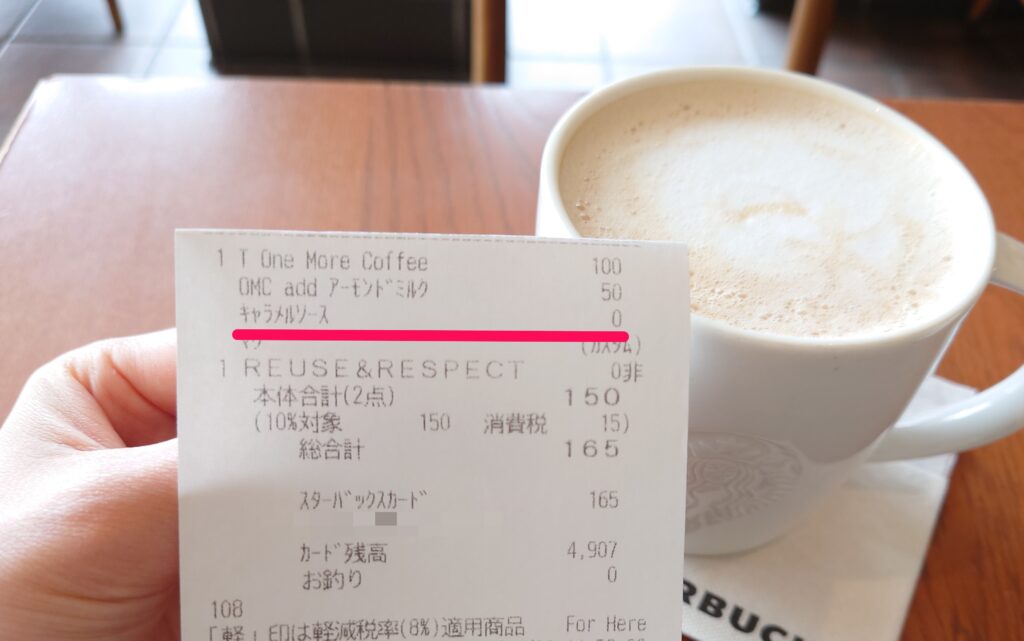 1 T One More Coffee 100
OMC add アーモンドミルク 50
キャラメルソース 0
マグ (カスタム)
1 REUSE&RESPECT 0非
本体合計(2点) 150
(10%対象 150 消費税 15)
総合計 165
スターバックスカード 165
カード残高 4,907
お釣り 0
108
「軽」印は軽減税率(8%)適用商品 For Here
RBUC